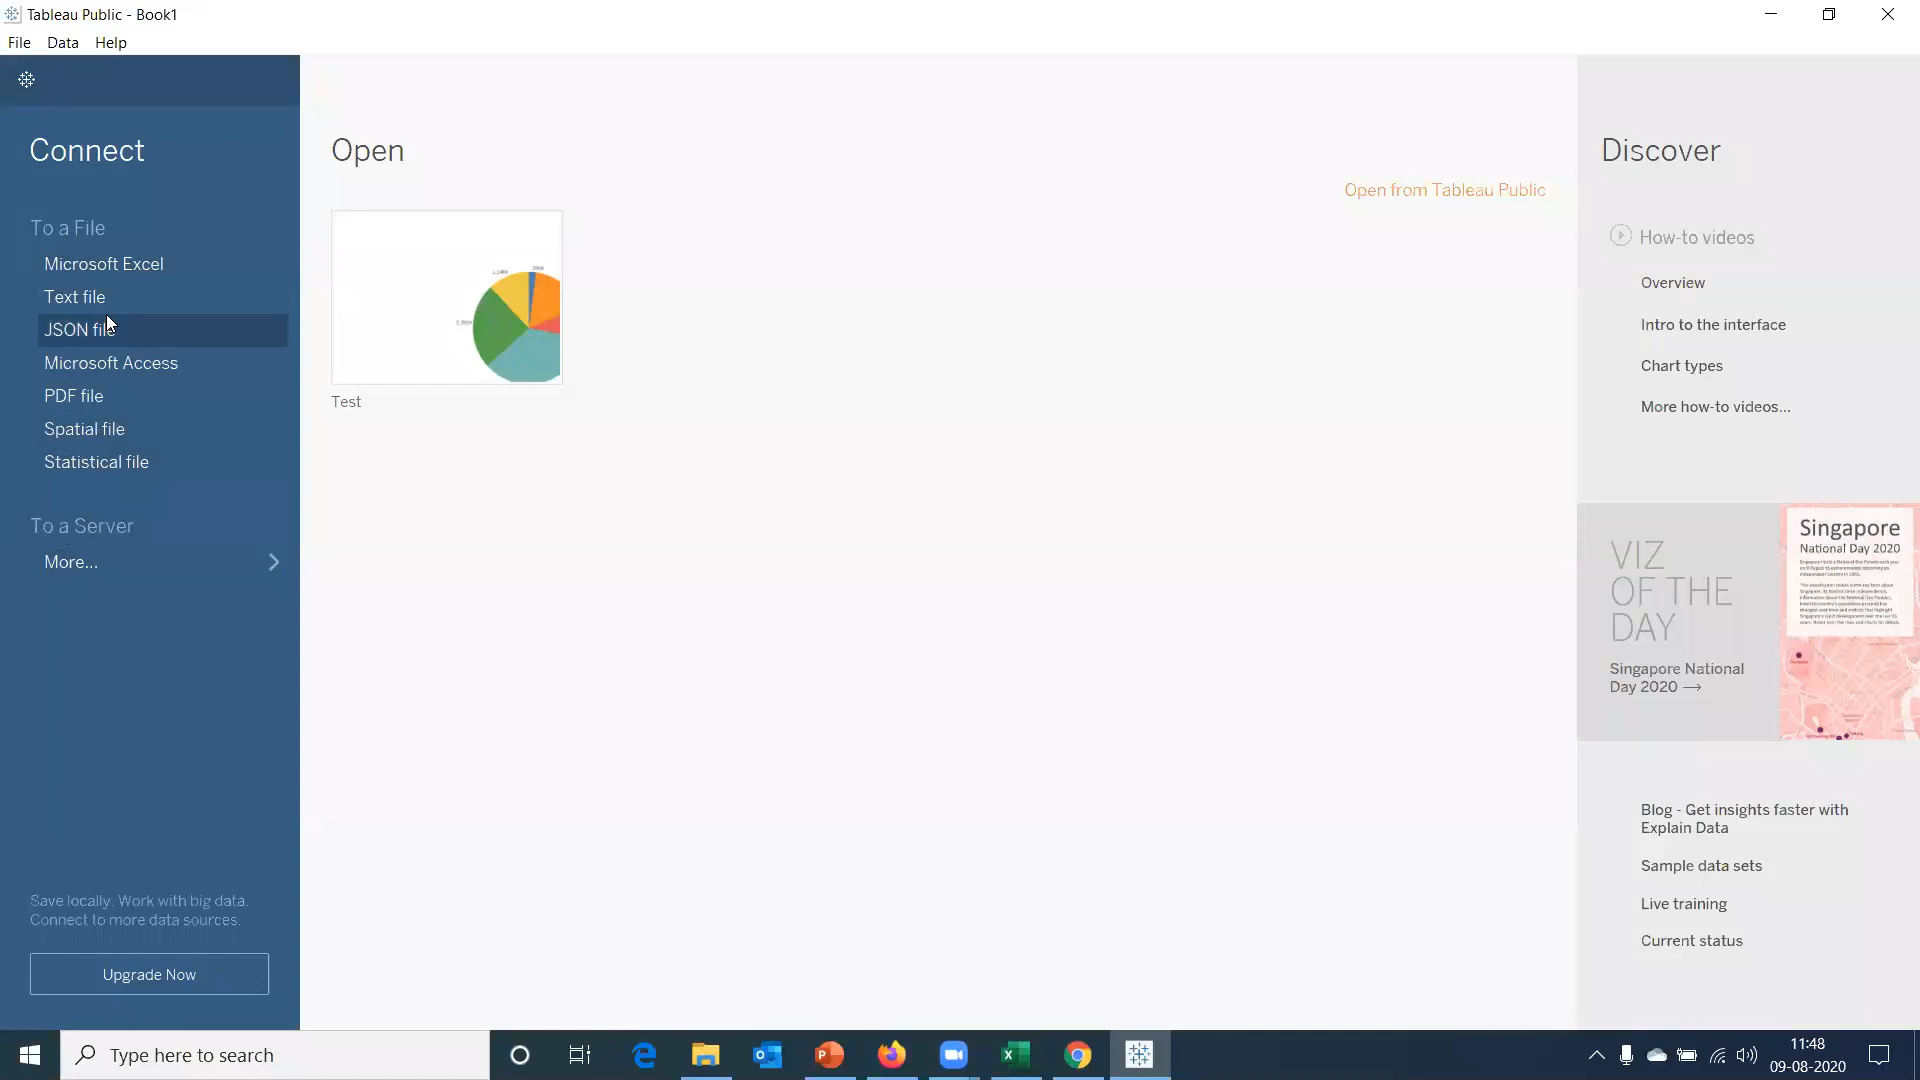 Tableau Public - Book1
File Data Help
Connect
To a File
Microsoft Excel
Text file
JSON file
Microsoft Access
PDF file
Spatial file
Statistical file
To a Server
More...
Save locally. Work with big data.
Connect to more data sources.
Upgrade Now
Open
Open from Tableau Public
Test
Discover
How-to videos
Overview
Intro to the interface
Chart types
More how-to videos...
VIZ
OF THE
DAY
Singapore National
Day 2020 →
Singapore
National Day 2020
Blog - Get insights faster with
Explain Data
Sample data sets
Live training
Current status
Type here to search
11:48
09-08-2020